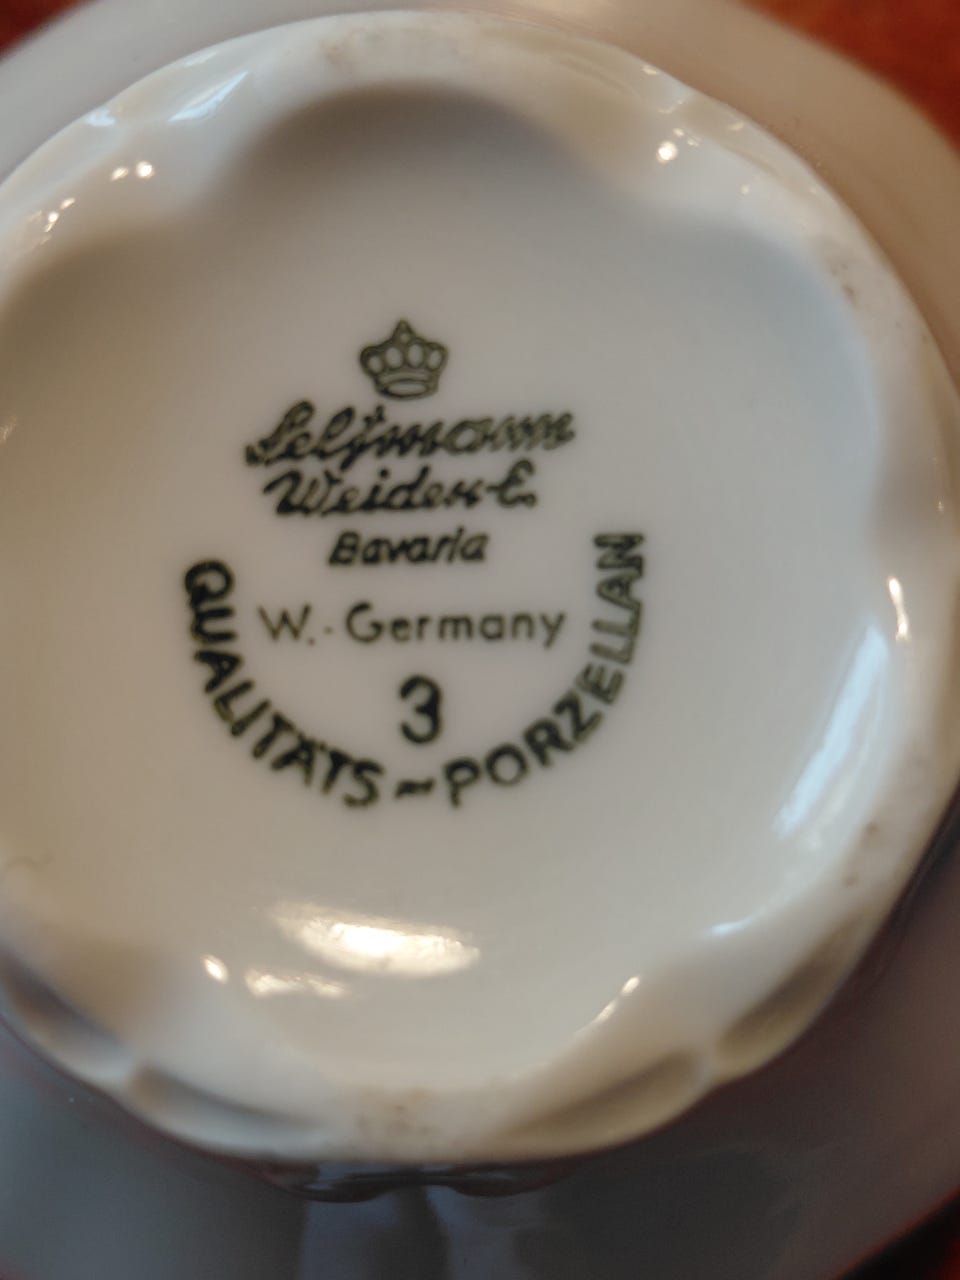 Seltmann
Weiden-E.
Bavaria
W.-Germany
3
QUALITÄTS-PORZELLAN